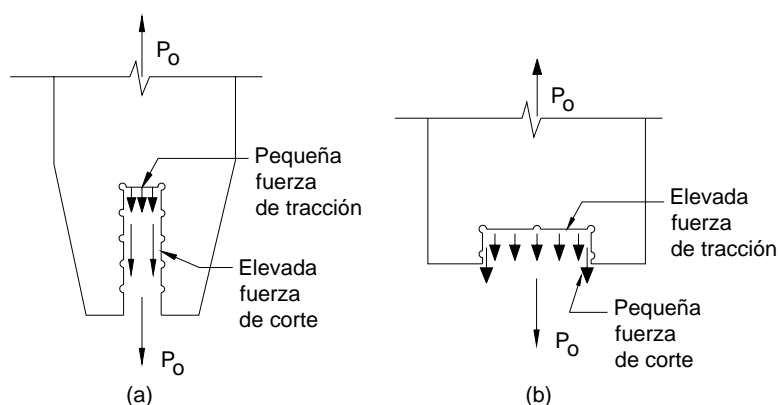 Po
Pequeña
fuerza
de tracción
Elevada
fuerza
de corte
Po
(a)
Po
Elevada
fuerza
de tracción
Pequeña
fuerza
de corte
Po
(b)